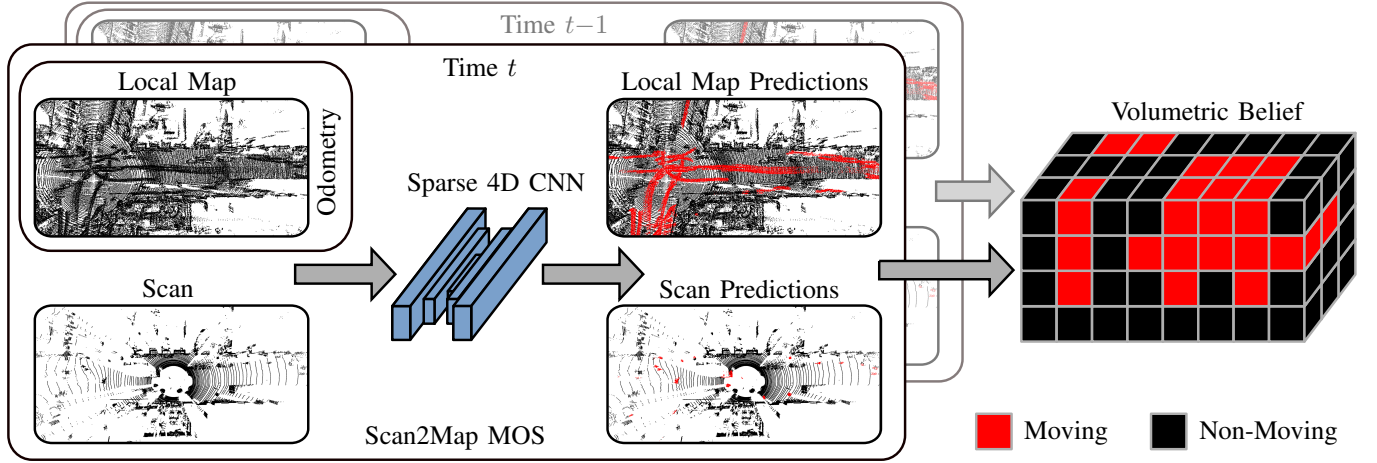 Time t−1
Time t
Local Map
Odometry
Local Map Predictions
Volumetric Belief
Sparse 4D CNN
Scan
Scan Predictions
Scan2Map MOS
Moving
Non-Moving